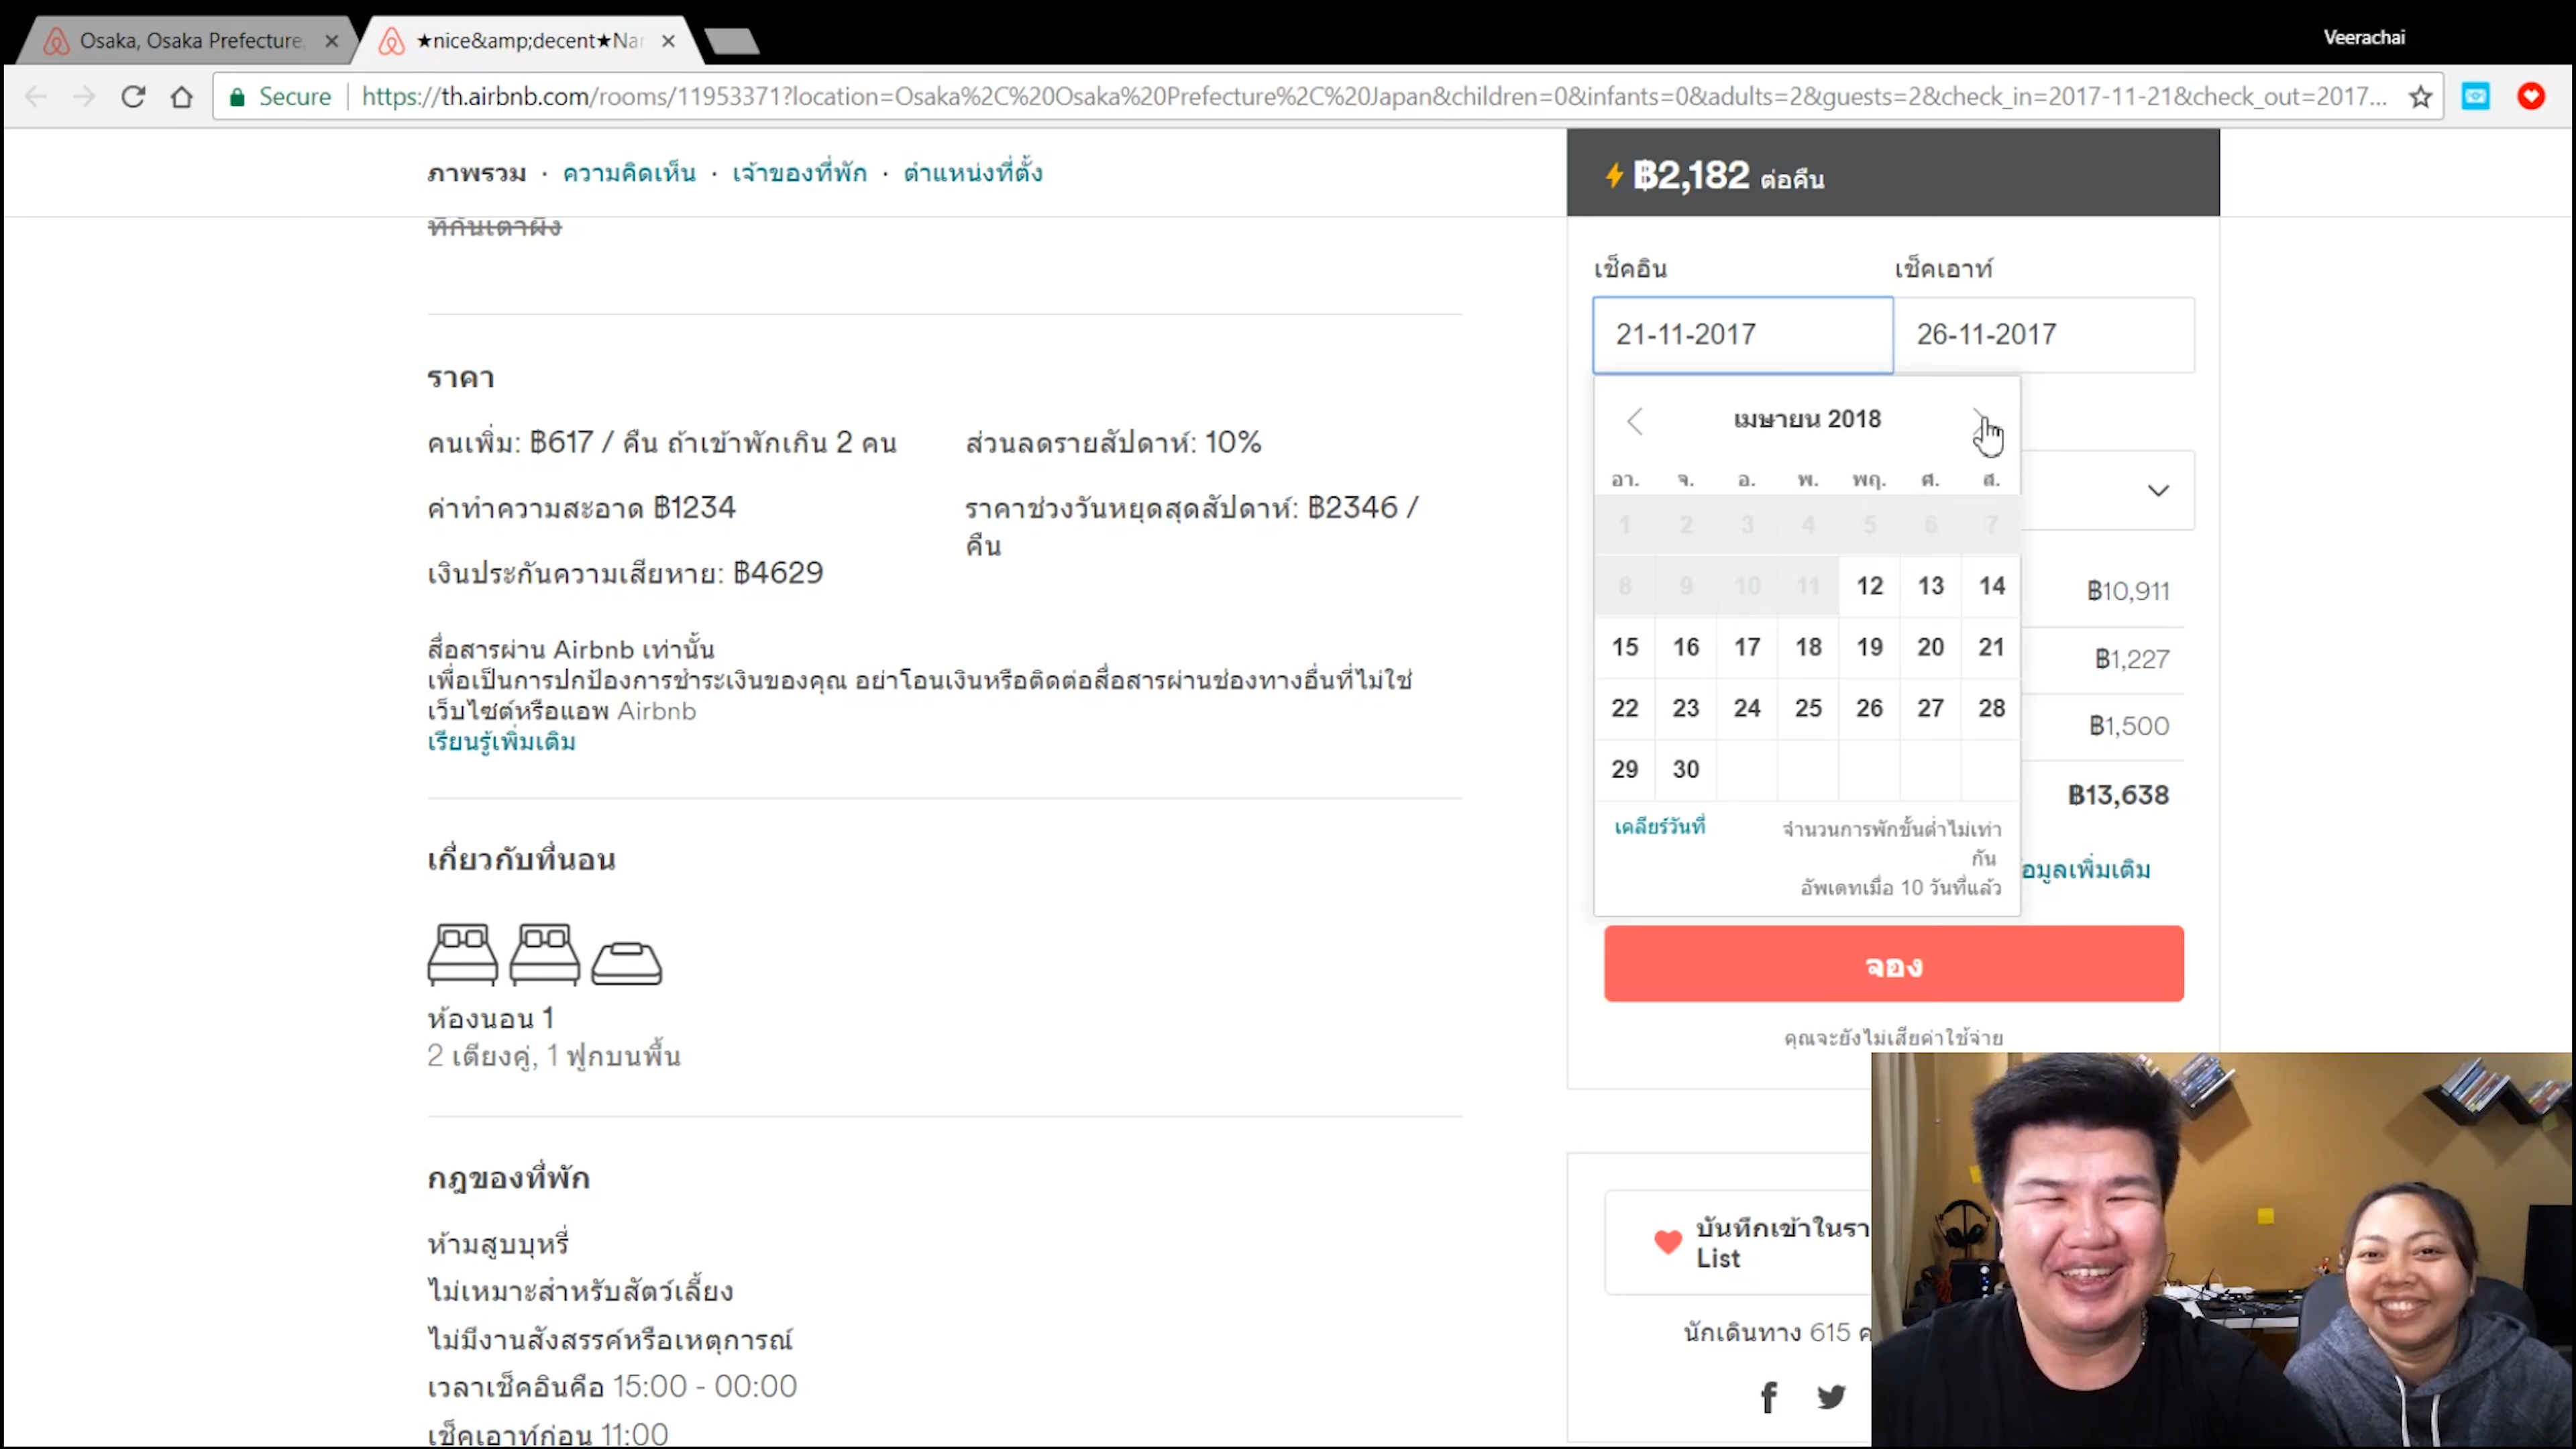 Osaka, Osaka Prefecture,
★nice&amp;decent★Nar
Veerachai
Secure
https://th.airbnb.com/rooms/11953371?location=Osaka%2C%20Osaka%20Prefecture%2C%20Japan&children=0&infants=0&adults=2&guests=2&check_in=2017-11-21&check_out=2017...
ภาพรวม · ความคิดเห็น · เจ้าของที่พัก · ตำแหน่งที่ตั้ง
฿2,182 ต่อคืน
ที่กันเตาผิง
ราคา
คนเพิ่ม: ฿617 / คืน ถ้าเข้าพักเกิน 2 คน
ค่าทำความสะอาด ฿1234
เงินประกันความเสียหาย: ฿4629
ส่วนลดรายสัปดาห์: 10%
ราคาช่วงวันหยุดสุดสัปดาห์: ฿2346 /
คืน
สื่อสารผ่าน Airbnb เท่านั้น
เพื่อเป็นการปกป้องการชำระเงินของคุณ อย่าโอนเงินหรือติดต่อสื่อสารผ่านช่องทางอื่นที่ไม่ใช่
เว็บไซต์หรือแอพ Airbnb
เรียนรู้เพิ่มเติม
เกี่ยวกับที่นอน
ห้องนอน 1
2 เตียงคู่, 1 ฟูกบนพื้น
กฎของที่พัก
ห้ามสูบบุหรี่
ไม่เหมาะสำหรับสัตว์เลี้ยง
ไม่มีงานสังสรรค์หรือเหตุการณ์
เวลาเช็คอินคือ 15:00 - 00:00
เช็คเอาท์ก่อน 11:00
เช็คอิน เช็คเอาท์
21-11-2017 26-11-2017
เมษายน 2018
อา. จ. อ. พ. พฤ. ศ. ส.
1 2 3 4 5 6 7
8 9 10 11 12 13 14
15 16 17 18 19 20 21
22 23 24 25 26 27 28
29 30
เคลียร์วันที่
จำนวนการพักขั้นต่ำไม่เท่า
กัน
อัพเดทเมื่อ 10 วันที่แล้ว
฿10,911
฿1,227
฿1,500
฿13,638
อมูลเพิ่มเติม
จอง
คุณจะยังไม่เสียค่าใช้จ่าย
บันทึกเข้าในรา
List
นักเดินทาง 615 ค